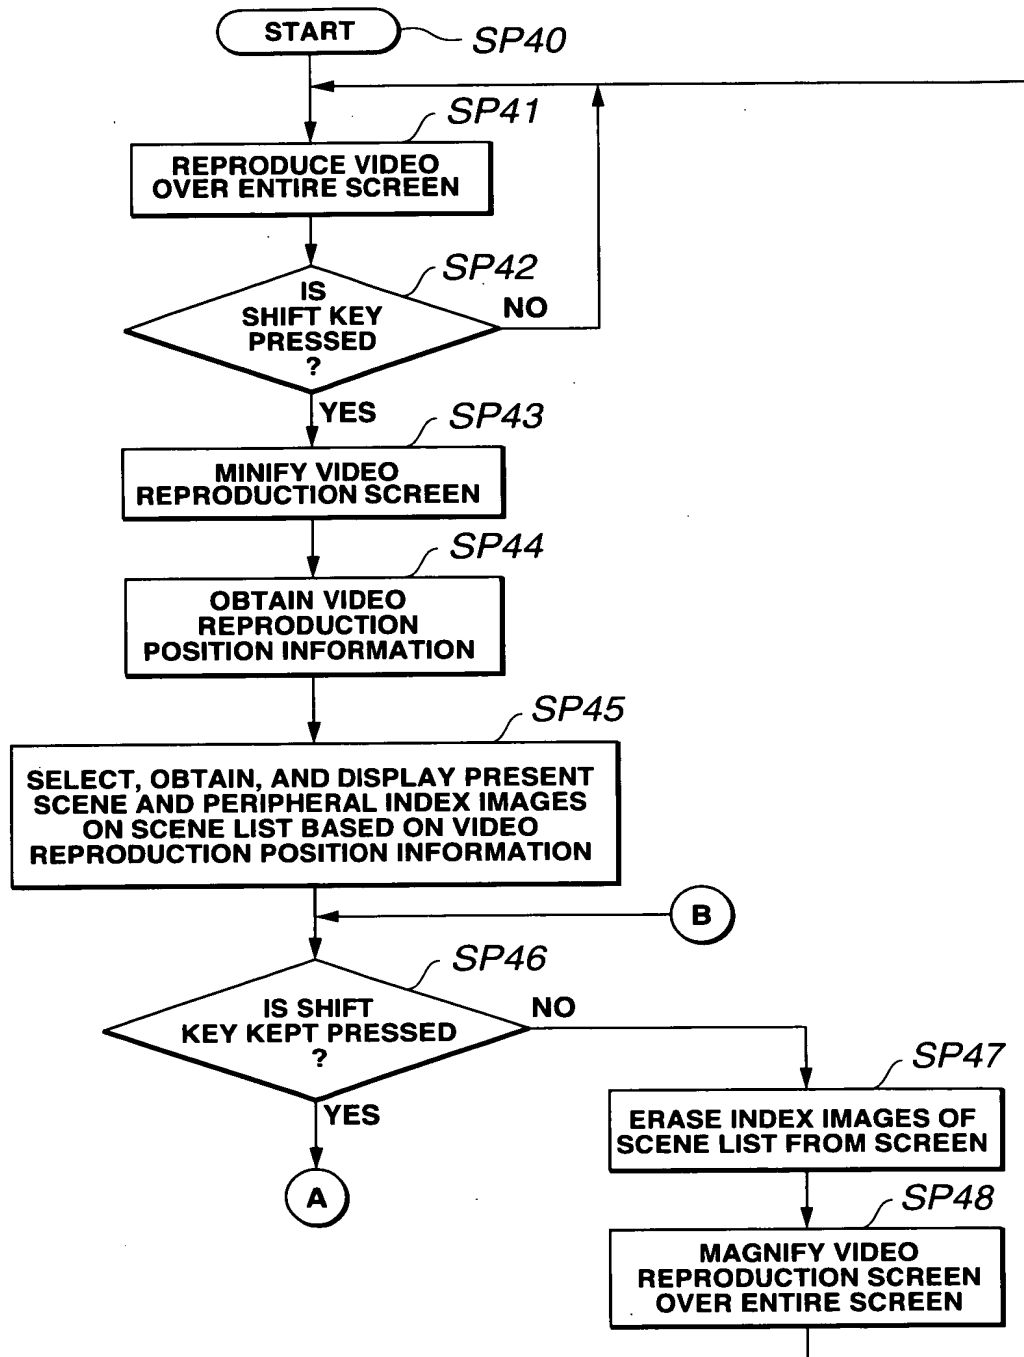 START
SP40
SP41
REPRODUCE VIDEO
OVER ENTIRE SCREEN
SP42
IS
SHIFT KEY
PRESSED
?
NO
YES
SP43
MINIFY VIDEO
REPRODUCTION SCREEN
SP44
OBTAIN VIDEO
REPRODUCTION
POSITION INFORMATION
SP45
SELECT, OBTAIN, AND DISPLAY PRESENT
SCENE AND PERIPHERAL INDEX IMAGES
ON SCENE LIST BASED ON VIDEO
REPRODUCTION POSITION INFORMATION
B
SP46
IS SHIFT
KEY KEPT PRESSED
?
NO
YES
A
SP47
ERASE INDEX IMAGES OF
SCENE LIST FROM SCREEN
SP48
MAGNIFY VIDEO
REPRODUCTION SCREEN
OVER ENTIRE SCREEN